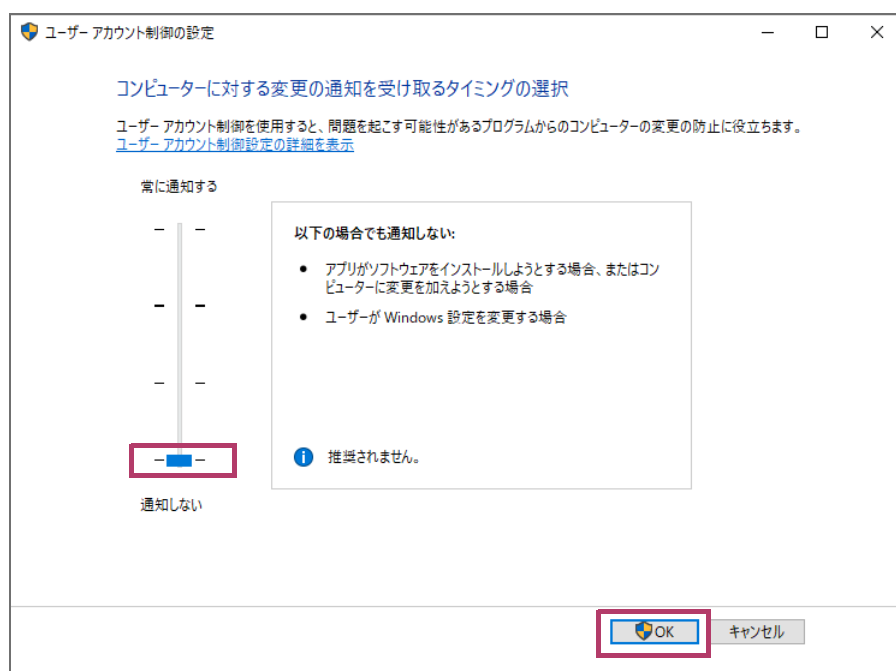 ユーザー アカウント制御の設定
コンピューターに対する変更の通知を受け取るタイミングの選択
ユーザー アカウント制御を使用すると、問題を起こす可能性があるプログラムからのコンピューターの変更の防止に役立ちます。
ユーザー アカウント制御設定の詳細を表示
常に通知する
以下の場合でも通知しない:
● アプリがソフトウェアをインストールしようとする場合、またはコン
ピューターに変更を加えようとする場合
● ユーザーが Windows 設定を変更する場合
推奨されません。
通知しない
OK
キャンセル